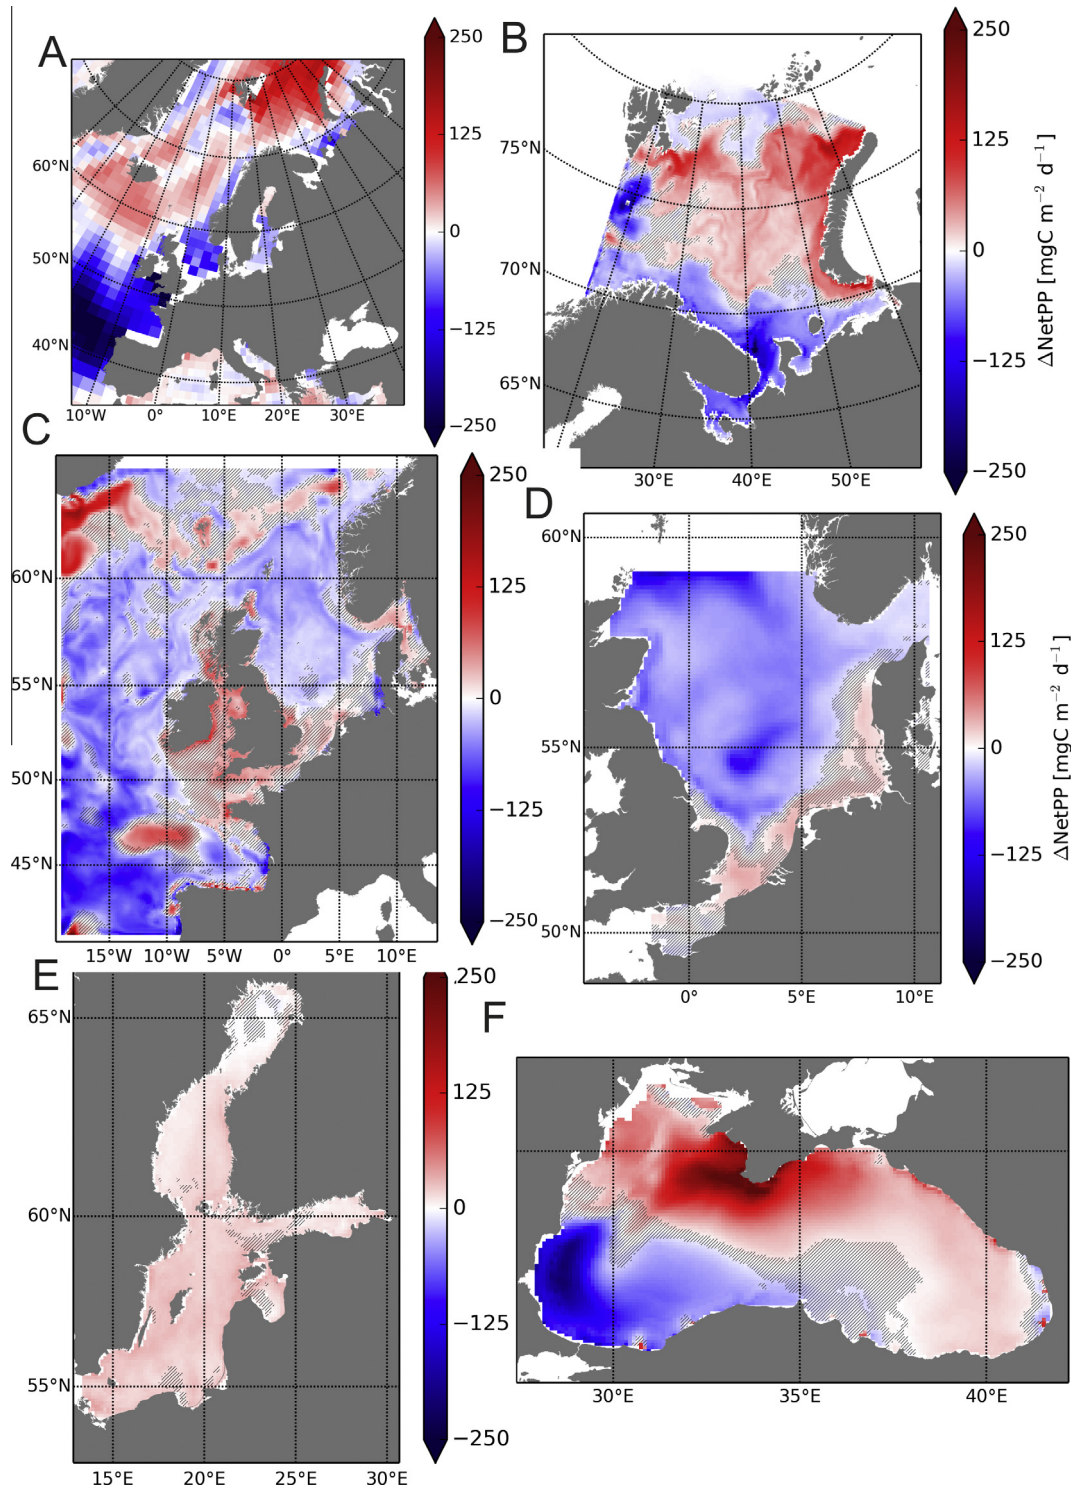 A
60°N
50°N
40°N
10°W 0° 10°E 20°E 30°E
250
125
0
−125
−250
B
75°N
70°N
65°N
30°E 40°E 50°E
250
125
0
−125
−250
ΔNetPP [mgC m⁻² d⁻¹]
C
60°N
55°N
50°N
45°N
15°W 10°W 5°W 0° 5°E 10°E
250
125
0
−125
−250
D
60°N
55°N
50°N
0° 5°E 10°E
250
125
0
−125
−250
ΔNetPP [mgC m⁻² d⁻¹]
E
65°N
60°N
55°N
15°E 20°E 25°E 30°E
250
125
0
−125
−250
F
30°E 35°E 40°E